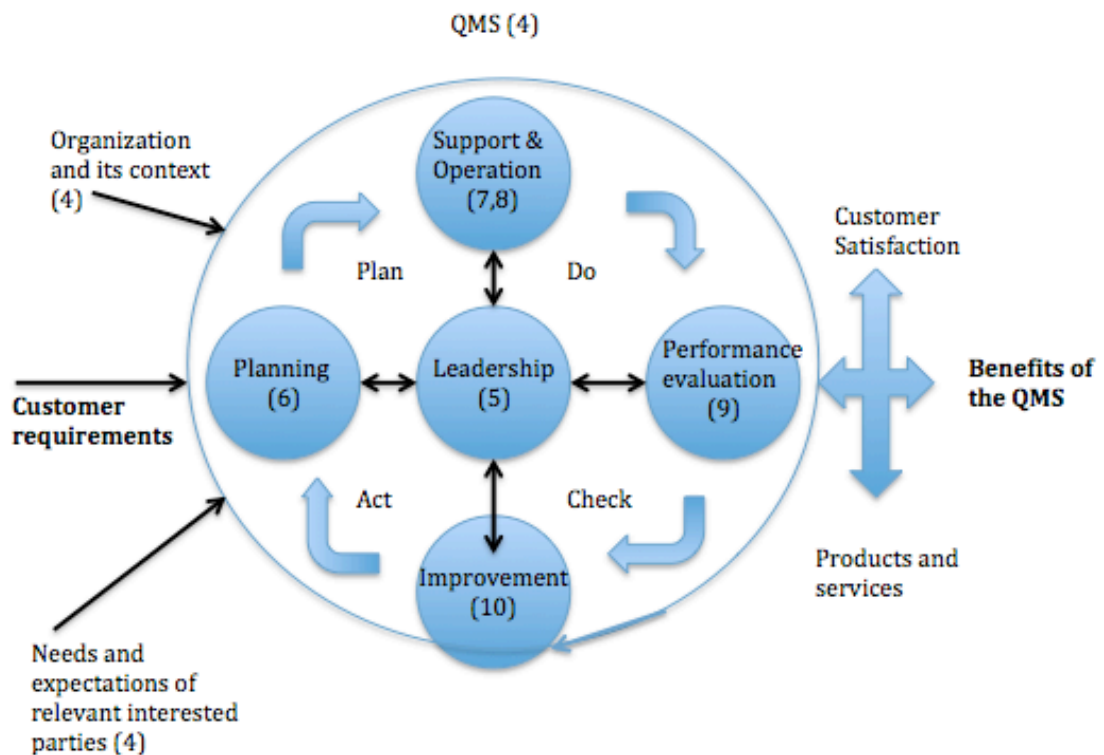 QMS (4)
Organization
and its context
(4)
Support &
Operation
(7,8)
Customer
Satisfaction
Plan
Do
Planning
(6)
Leadership
(5)
Performance
evaluation
(9)
Benefits of
the QMS
Customer
requirements
Act
Check
Improvement
(10)
Products and
services
Needs and
expectations of
relevant interested
parties (4)